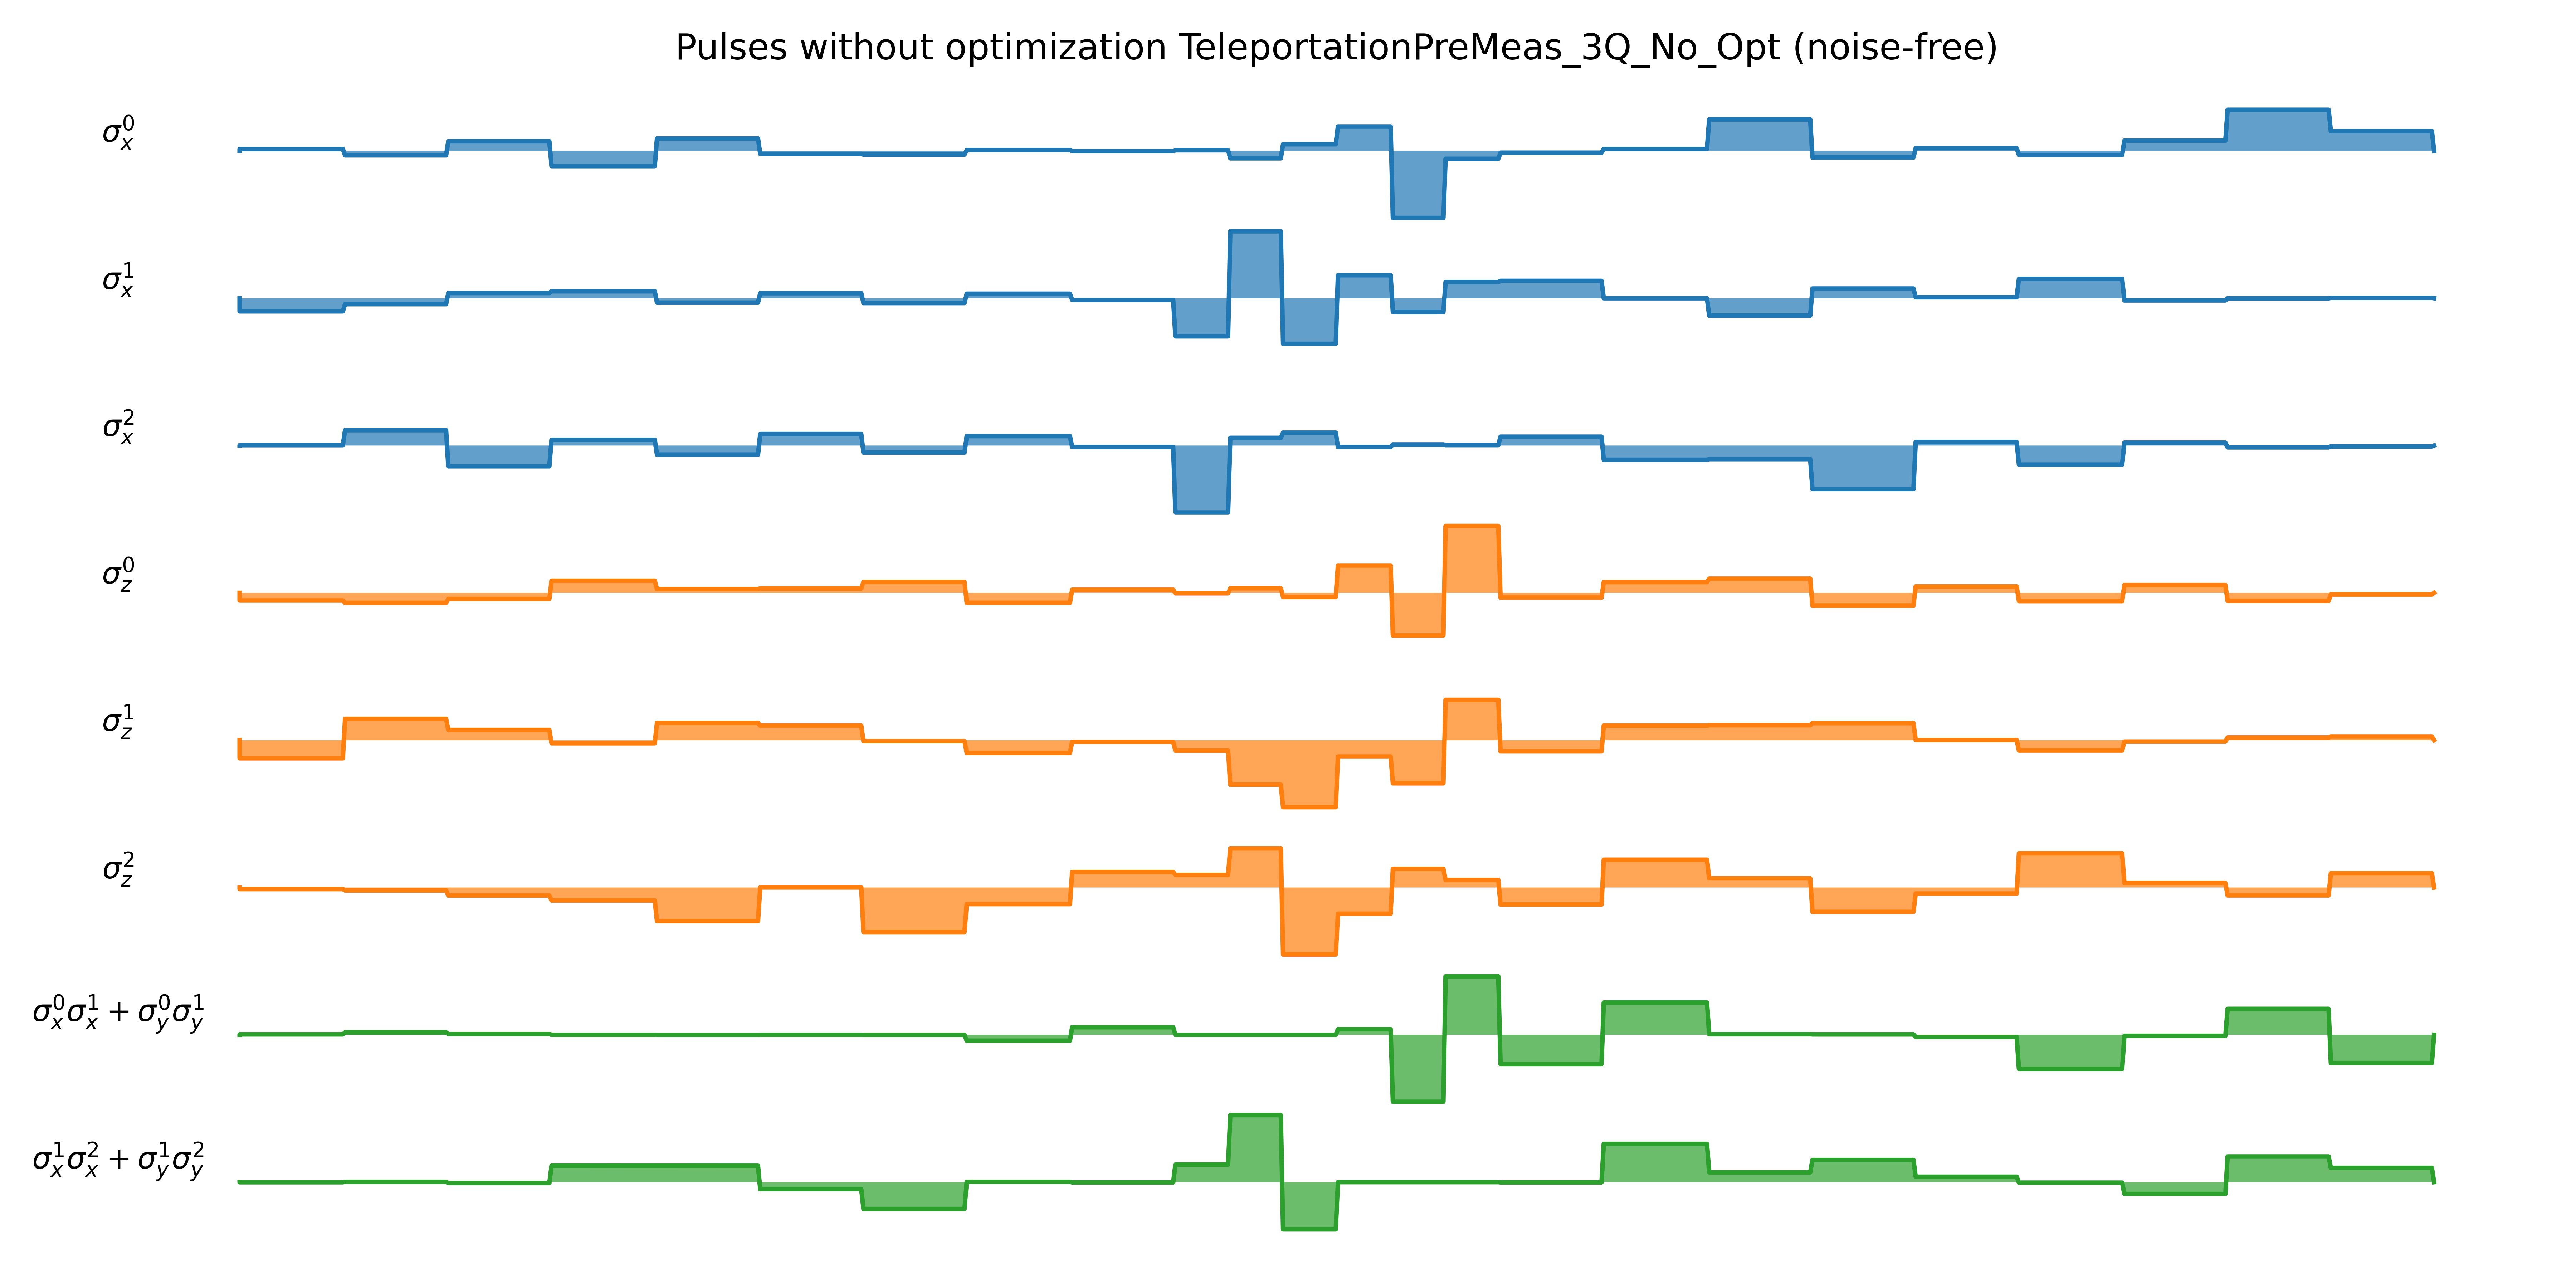 Pulses without optimization TeleportationPreMeas_3Q_No_Opt (noise-free)
σ_x^0
σ_x^1
σ_x^2
σ_z^0
σ_z^1
σ_z^2
σ_x^0σ_x^1 + σ_y^0σ_y^1
σ_x^1σ_x^2 + σ_y^1σ_y^2